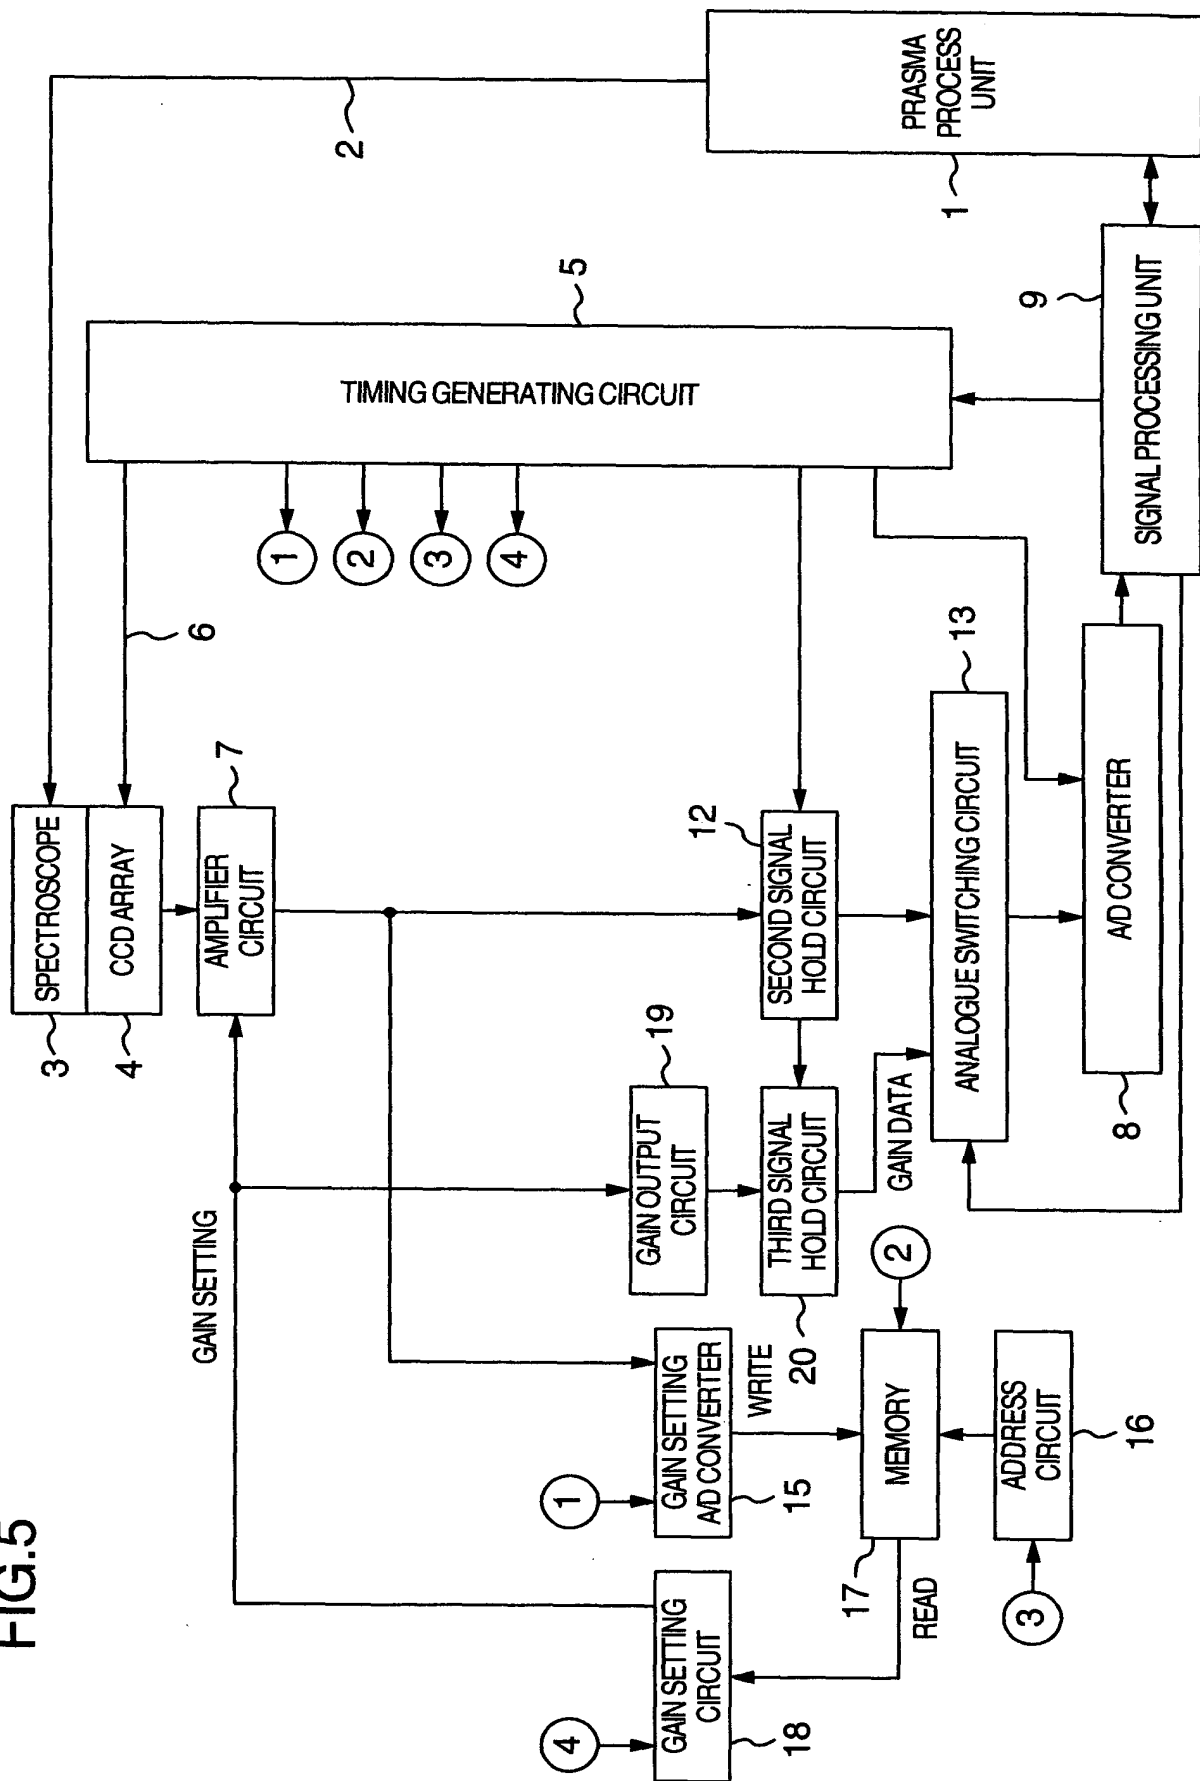 FIG.5
SPECTROSCOPE
3
CCD ARRAY
4
AMPLIFIER
CIRCUIT
7
2
6
PRASMA
PROCESS
UNIT
1
TIMING GENERATING CIRCUIT
5
1
2
3
4
GAIN SETTING
GAIN SETTING
CIRCUIT
18
4
GAIN SETTING
A/D CONVERTER
15
1
WRITE
GAIN OUTPUT
CIRCUIT
19
THIRD SIGNAL
HOLD CIRCUIT
20
SECOND SIGNAL
HOLD CIRCUIT
12
GAIN DATA
READ
MEMORY
17
2
ADDRESS
CIRCUIT
16
3
ANALOGUE SWITCHING CIRCUIT
13
A/D CONVERTER
8
SIGNAL PROCESSING UNIT
9